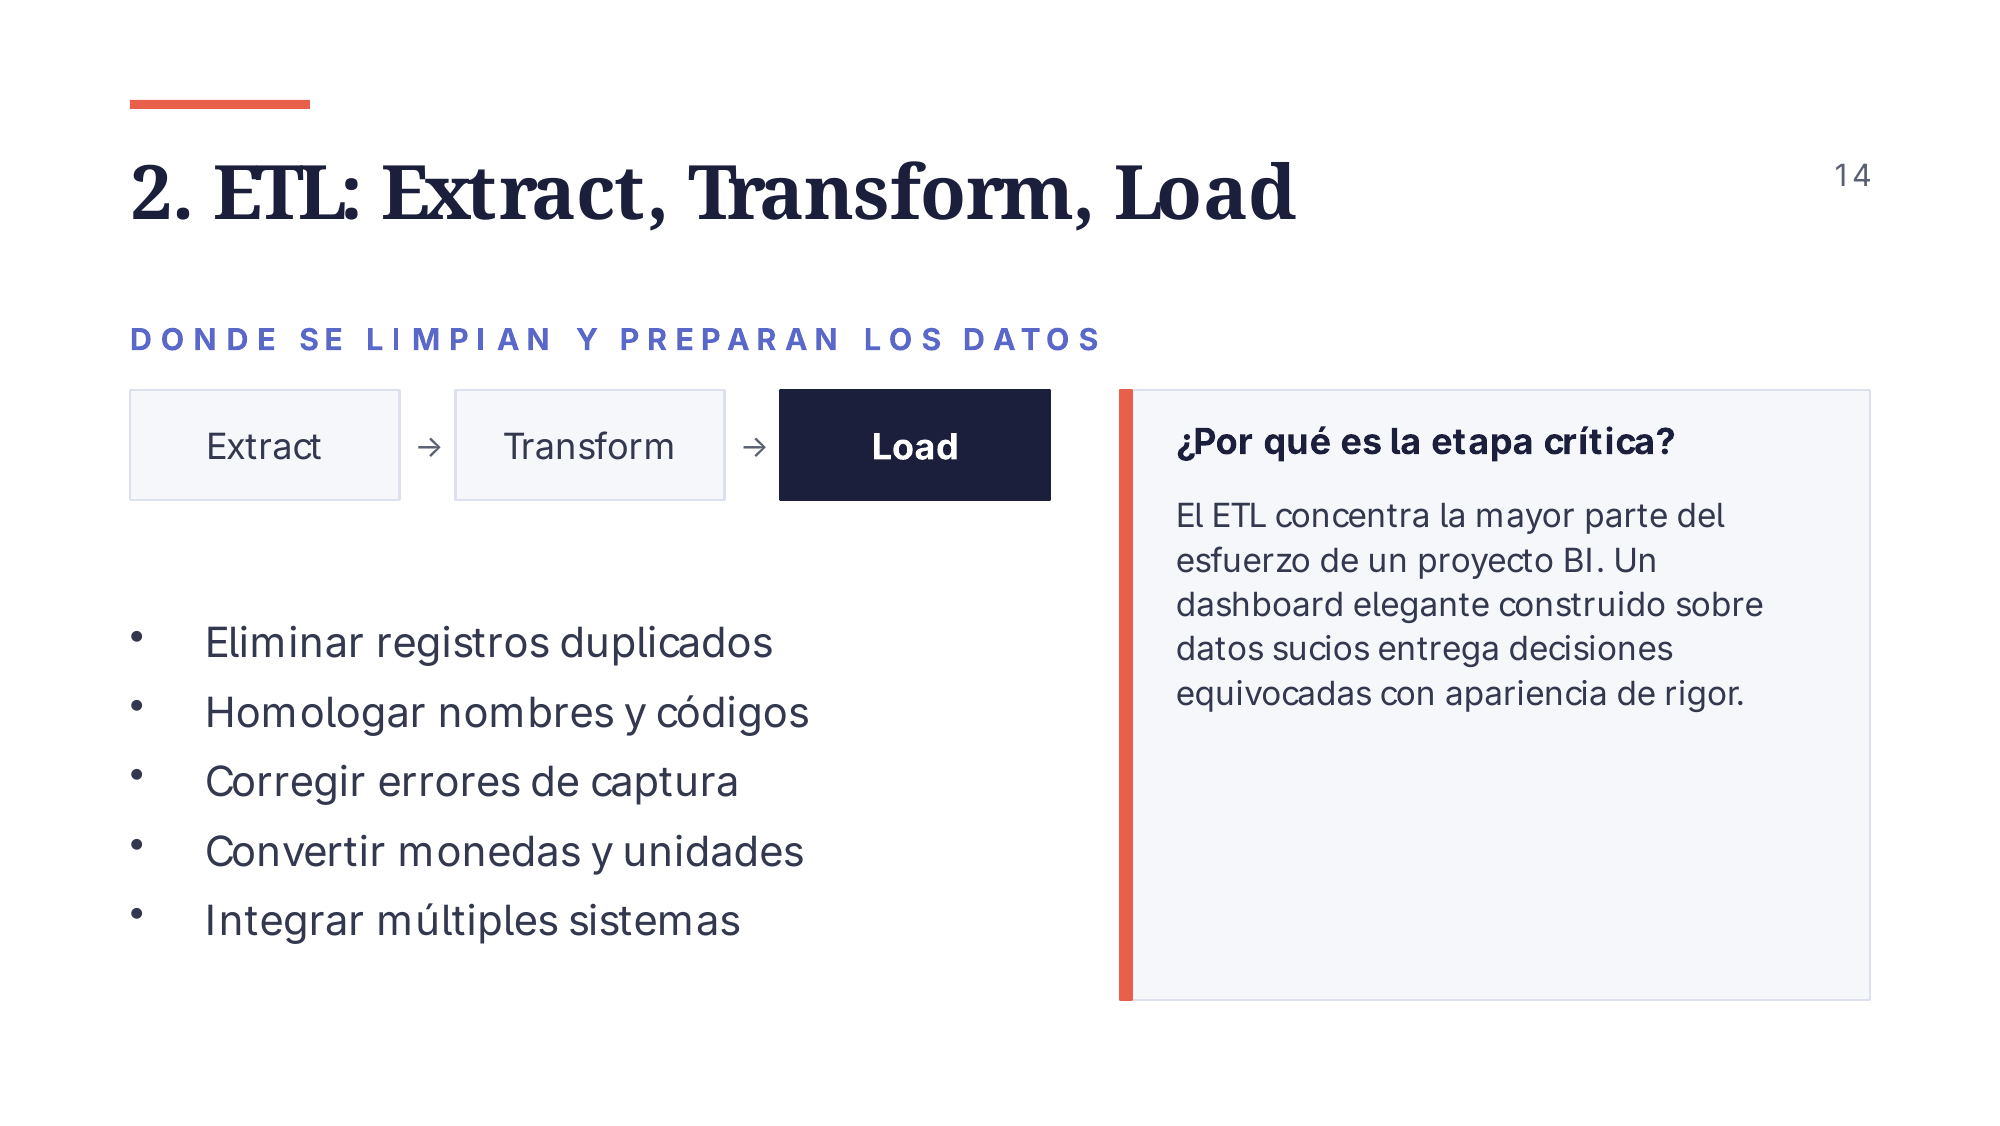 2. ETL: Extract, Transform, Load
14
DONDE SE LIMPIAN Y PREPARAN LOS DATOS
Extract → Transform → Load
• Eliminar registros duplicados
• Homologar nombres y códigos
• Corregir errores de captura
• Convertir monedas y unidades
• Integrar múltiples sistemas
¿Por qué es la etapa crítica?
El ETL concentra la mayor parte del
esfuerzo de un proyecto BI. Un
dashboard elegante construido sobre
datos sucios entrega decisiones
equivocadas con apariencia de rigor.